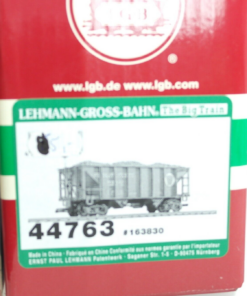 www.lgb.de www.lgb.com
LEHMANN-GROSS-BAHN® The Big Train
44763 #163830
Made in China · Fabriqué en Chine Conformité aux normes garantie par l'importateur
ERNST PAUL LEHMANN Patentwerk · Saganer Str. 1-5 · D-90475 Nürnberg